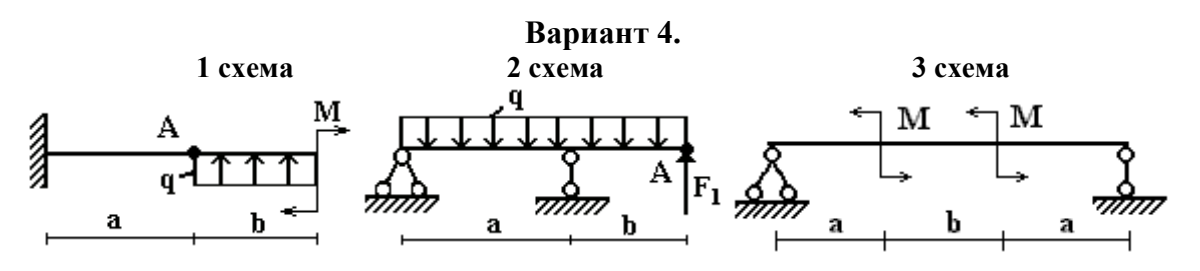 Вариант 4.
1 схема 2 схема 3 схема
A M q a b
q A F1 a b
M M a b a